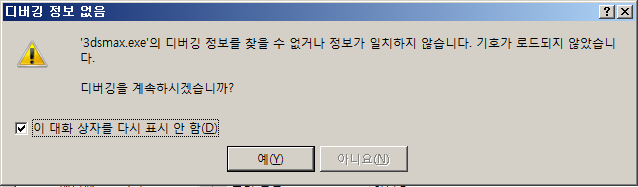 디버깅 정보 없음
'3dsmax.exe'의 디버깅 정보를 찾을 수 없거나 정보가 일치하지 않습니다. 기호가 로드되지 않았습니
다.
디버깅을 계속하시겠습니까?
이 대화 상자를 다시 표시 안 함(D)
예(Y) 아니요(N)